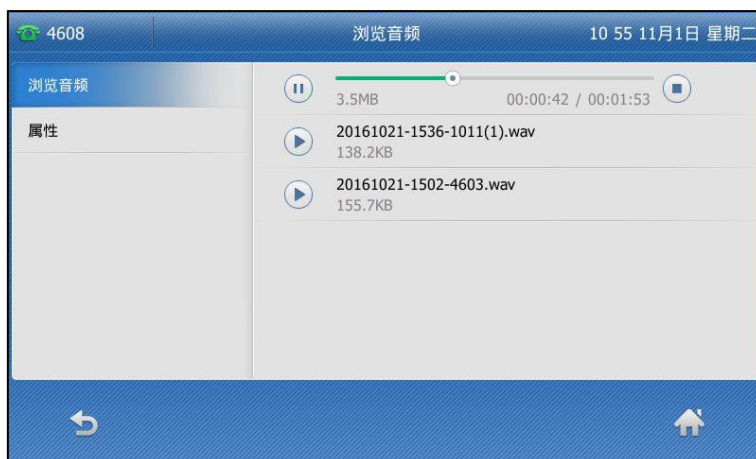 4608 浏览音频 10 55 11月1日 星期二
浏览音频
属性
3.5MB 00:00:42 / 00:01:53
20161021-1536-1011(1).wav
138.2KB
20161021-1502-4603.wav
155.7KB